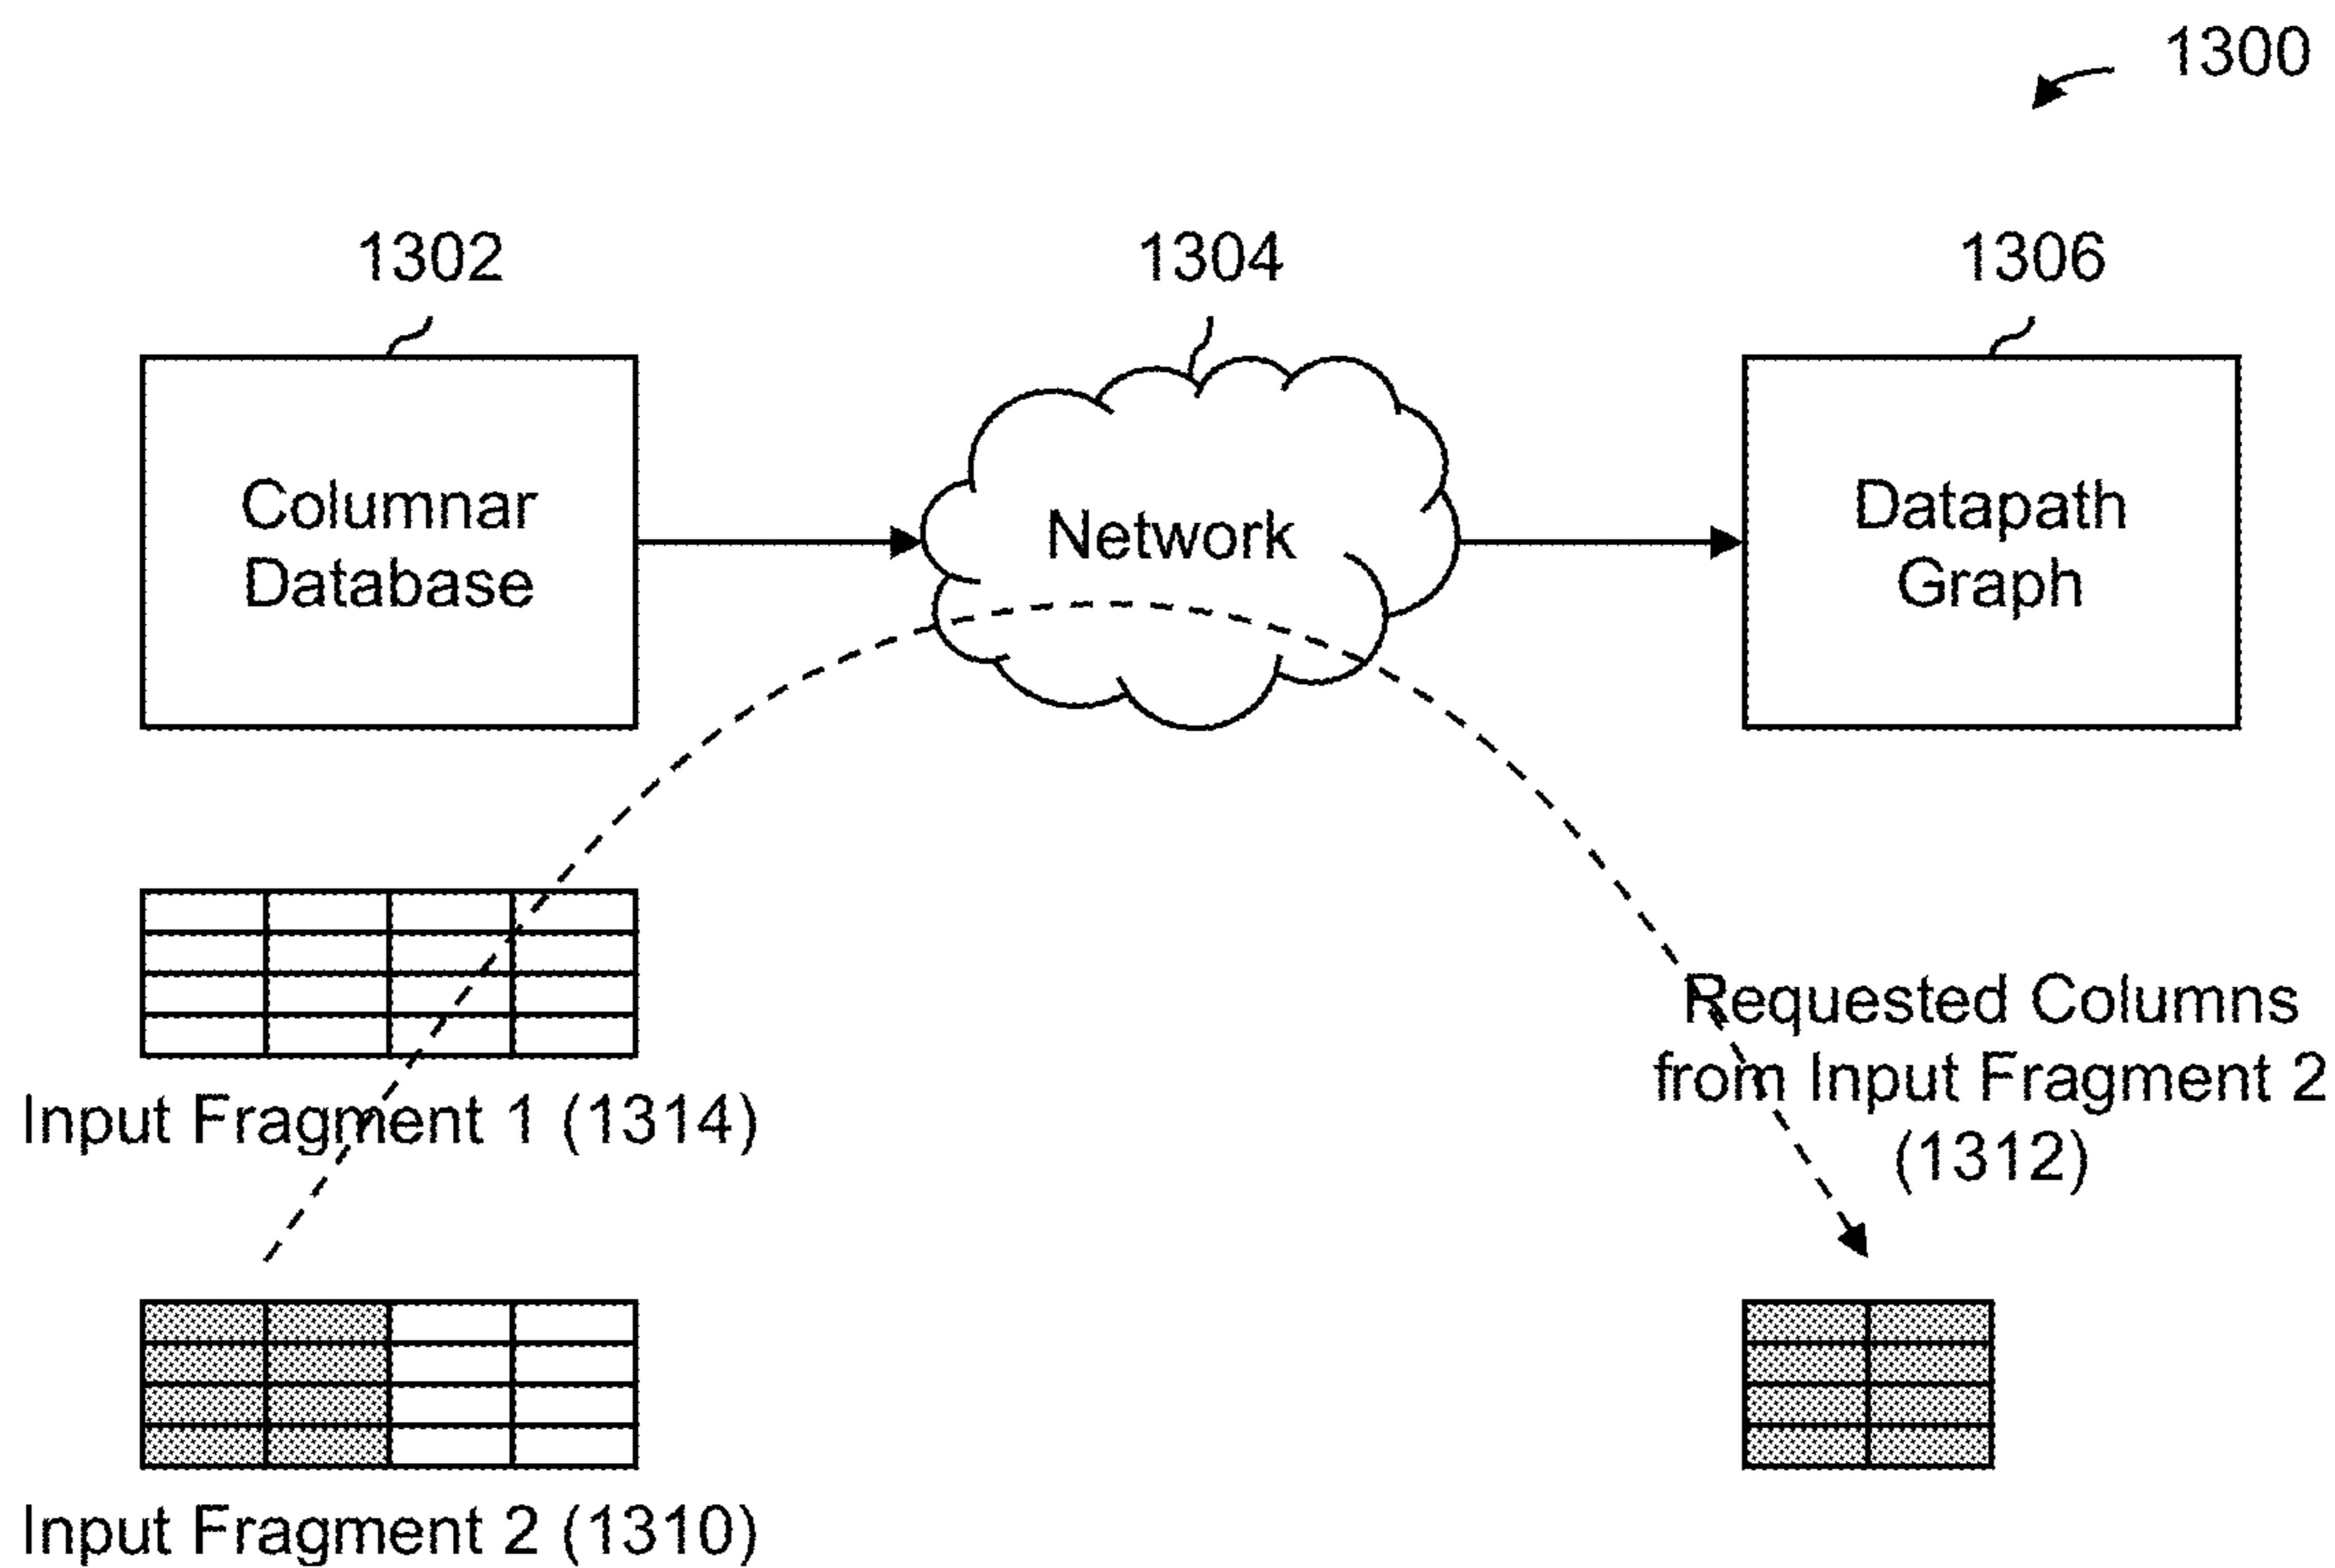 1300
1302
1304
1306
Columnar
Database
Network
Datapath
Graph
Input Fragment 1 (1314)
Requested Columns
from Input Fragment 2
(1312)
Input Fragment 2 (1310)